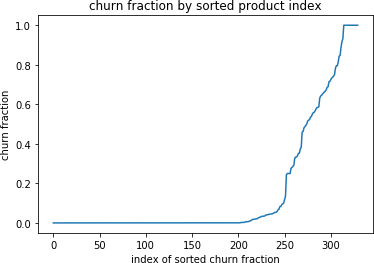 churn fraction by sorted product index
churn fraction
1.0
0.8
0.6
0.4
0.2
0.0
0 50 100 150 200 250 300
index of sorted churn fraction